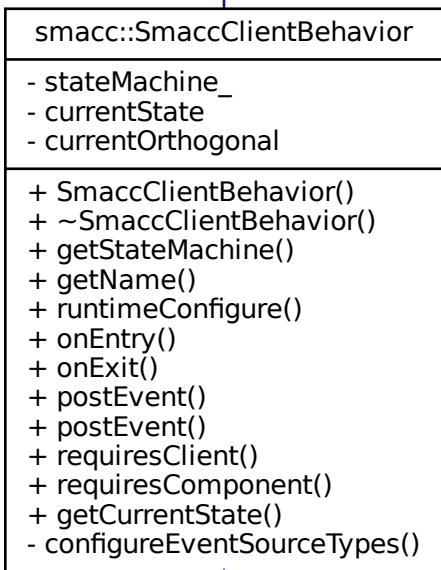 smacc::SmaccClientBehavior
- stateMachine_
- currentState
- currentOrthogonal
+ SmaccClientBehavior()
+ ~SmaccClientBehavior()
+ getStateMachine()
+ getName()
+ runtimeConfigure()
+ onEntry()
+ onExit()
+ postEvent()
+ postEvent()
+ requiresClient()
+ requiresComponent()
+ getCurrentState()
- configureEventSourceTypes()